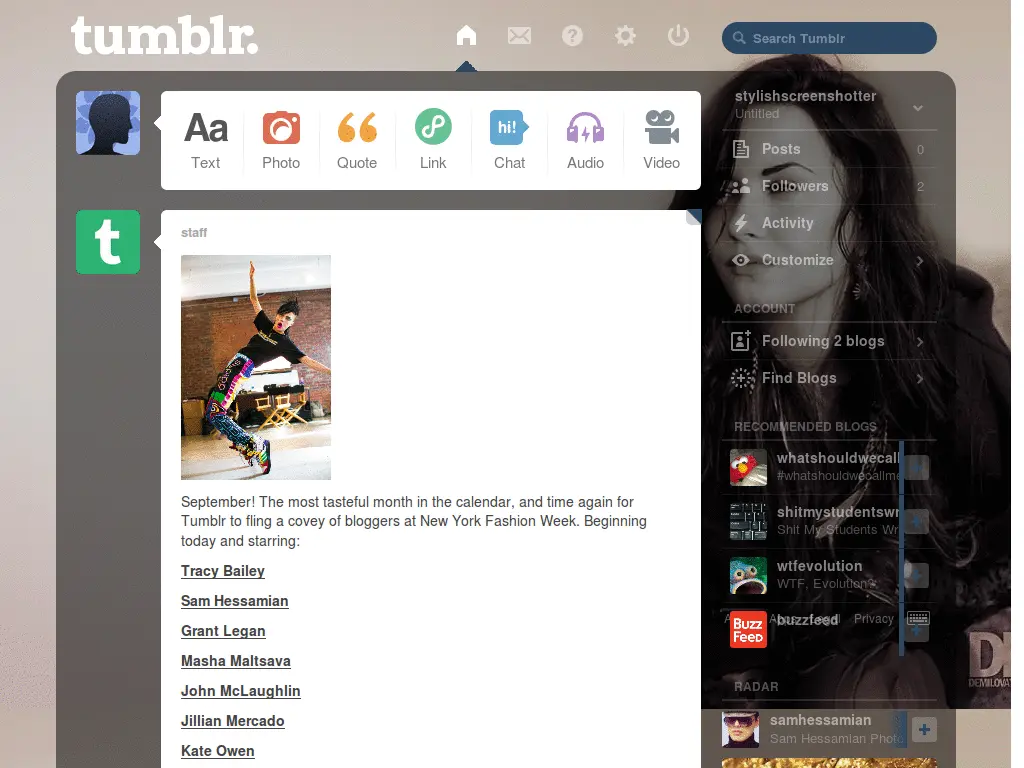 tumblr.
Search Tumblr
Aa
hi!
Text
Photo
Quote
Link
Chat
Audio
Video
stylishscreenshotter
Untitled
Posts 0
Followers 2
Activity
Customize
ACCOUNT
Following 2 blogs
Find Blogs
RECOMMENDED BLOGS
whatshouldwecall
#whatshouldwecallme
shitmystudentswr
Shit My Students Wr
wtfevolution
WTF, Evolution?
BUZZ
FEED
buzzfeed
Privacy
RADAR
samhessamian
Sam Hessamian Phot
DEMILOVAT
t
staff
September! The most tasteful month in the calendar, and time again for
Tumblr to fling a covey of bloggers at New York Fashion Week. Beginning
today and starring:
Tracy Bailey
Sam Hessamian
Grant Legan
Masha Maltsava
John McLaughlin
Jillian Mercado
Kate Owen